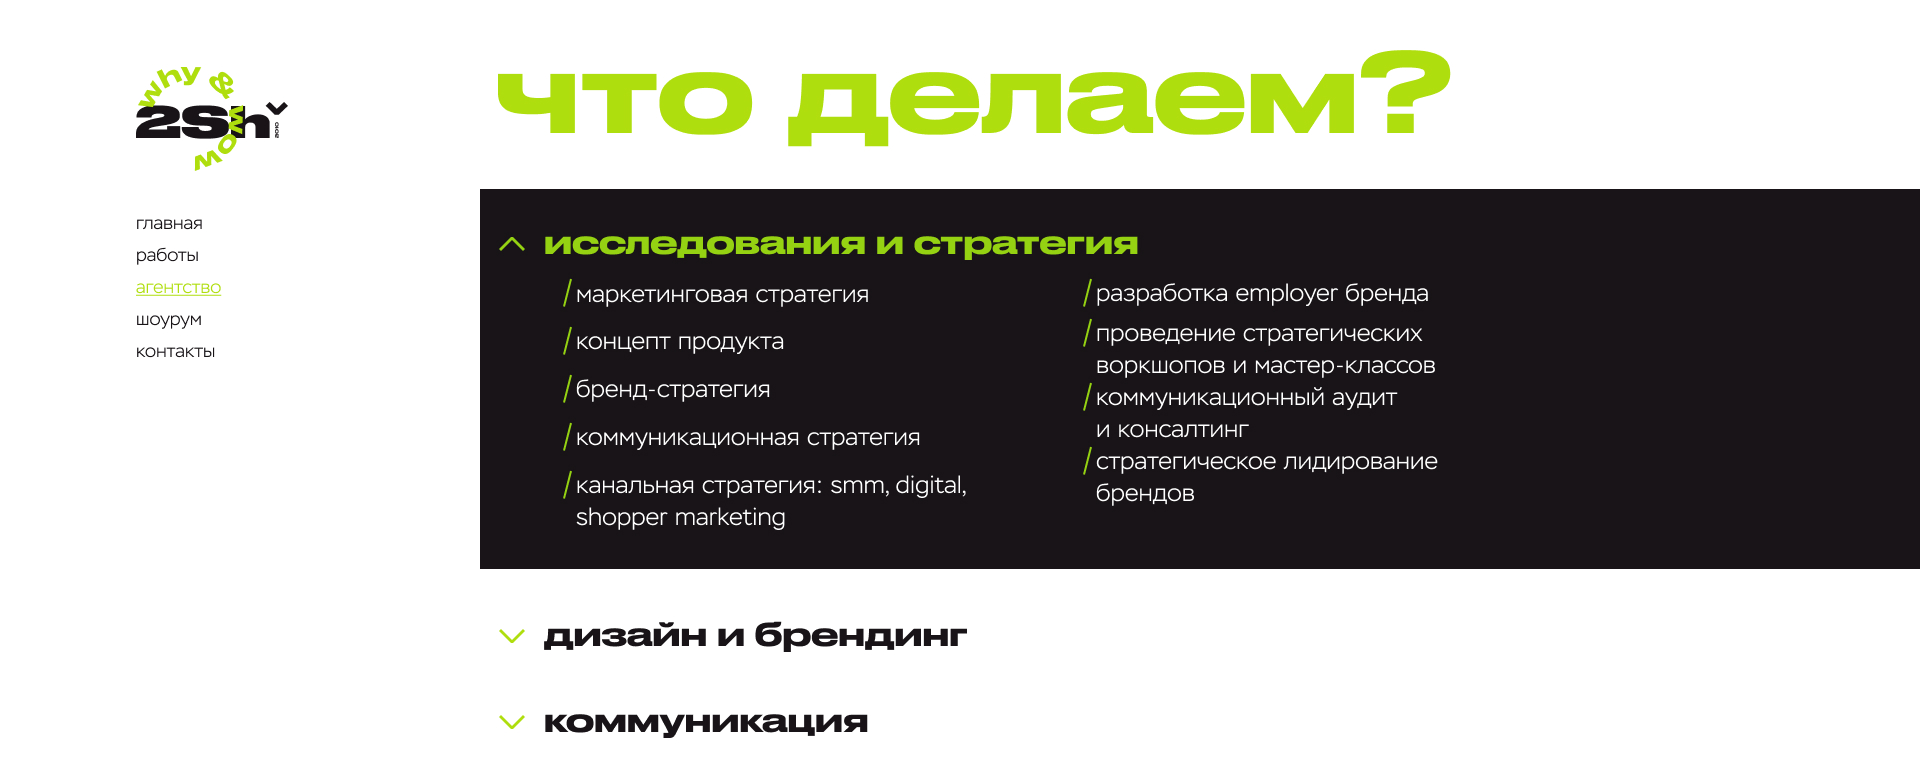 why & wow
2Sh
2020
что делаем?
главная
работы
агентство
шоурум
контакты
исследования и стратегия
/маркетинговая стратегия
/концепт продукта
/бренд-стратегия
/коммуникационная стратегия
/канальная стратегия: smm, digital,
shopper marketing
/разработка employer бренда
/проведение стратегических
воркшопов и мастер-классов
/коммуникационный аудит
и консалтинг
/стратегическое лидирование
брендов
дизайн и брендинг
коммуникация